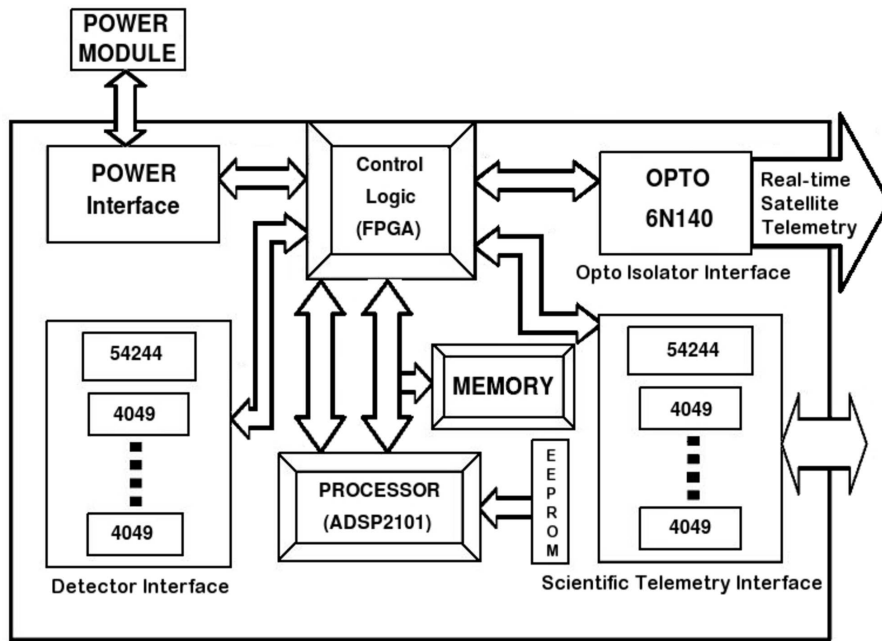 POWER
MODULE
POWER
Interface
Control
Logic
(FPGA)
OPTO
6N140
Real-time
Satellite
Telemetry
Opto Isolator Interface
54244
4049
4049
Detector Interface
MEMORY
PROCESSOR
(ADSP2101)
E
E
P
R
O
M
54244
4049
4049
Scientific Telemetry Interface